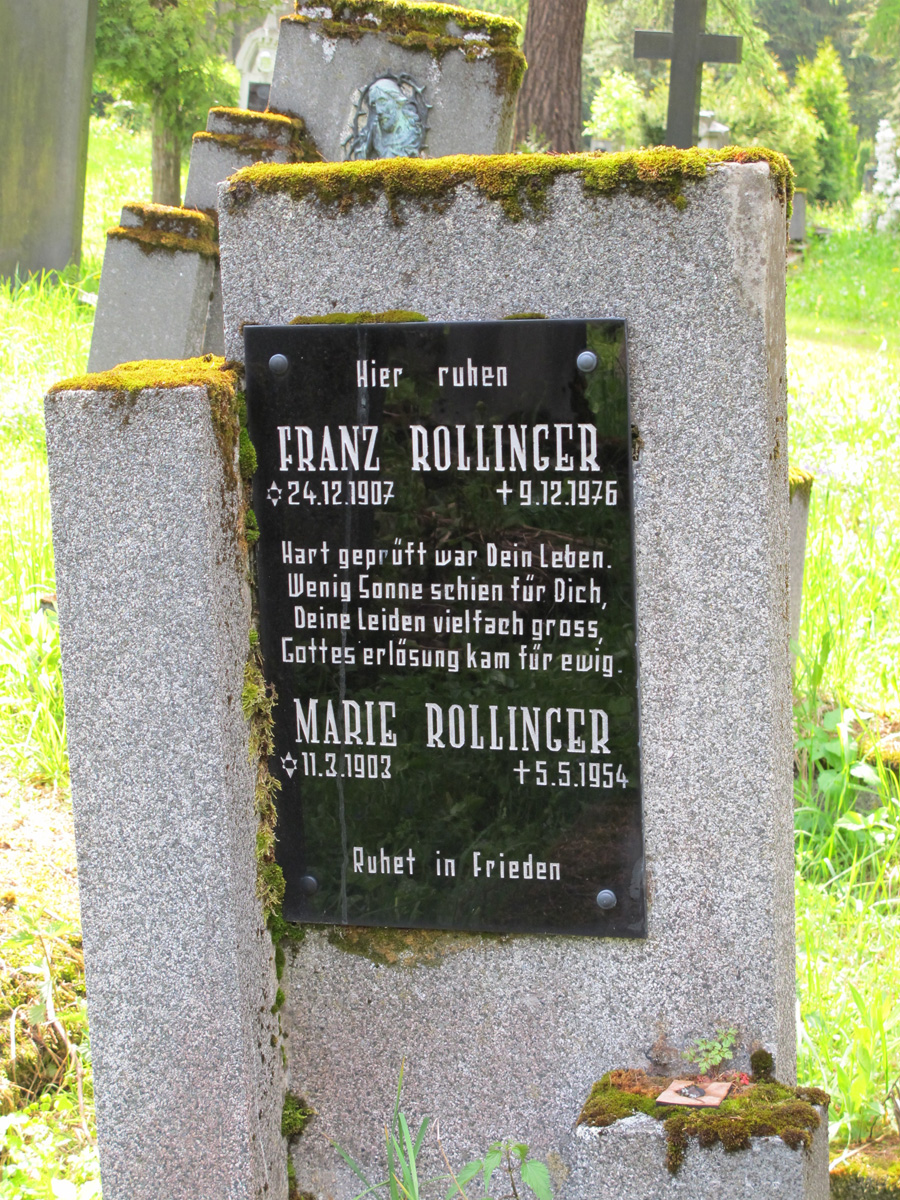 Hier ruhen
FRANZ ROLLINGER
✡ 24.12.1907 ✝ 9.12.1976
Hart geprüft war Dein Leben.
Wenig Sonne schien für Dich,
Deine Leiden vielfach gross,
Gottes erlösung kam für ewig.
MARIE ROLLINGER
✡ 11.3.1903 ✝ 5.5.1954
Ruhet in Frieden